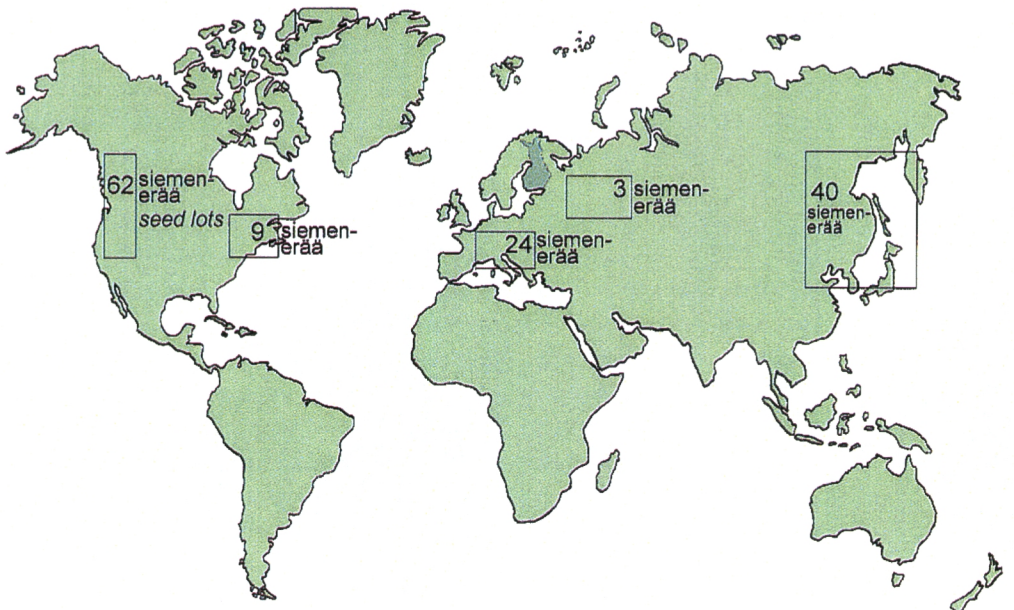 62 siemen-
erää
seed lots
9 siemen-
erää
24 siemen-
erää
3 siemen-
erää
40
siemen-
erää